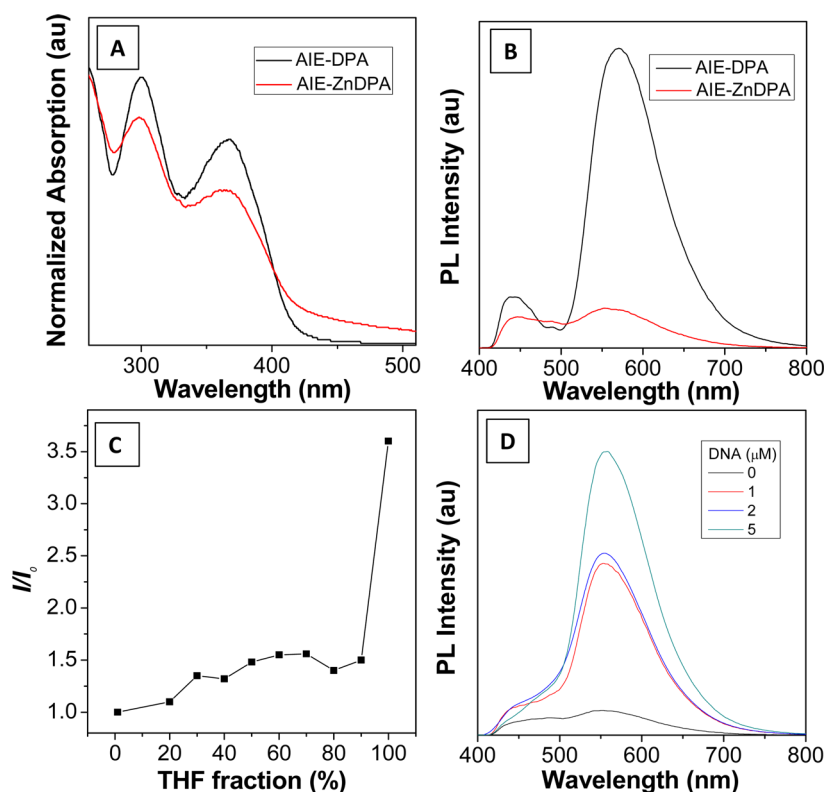 A
AIE-DPA
AIE-ZnDPA
Normalized Absorption (au)
300
400
500
Wavelength (nm)
B
AIE-DPA
AIE-ZnDPA
PL Intensity (au)
400
500
600
700
800
Wavelength (nm)
C
3.5
3.0
2.5
2.0
1.5
1.0
I/I₀
0
20
40
60
80
100
THF fraction (%)
D
DNA (μM)
0
1
2
5
PL Intensity (au)
400
500
600
700
800
Wavelength (nm)